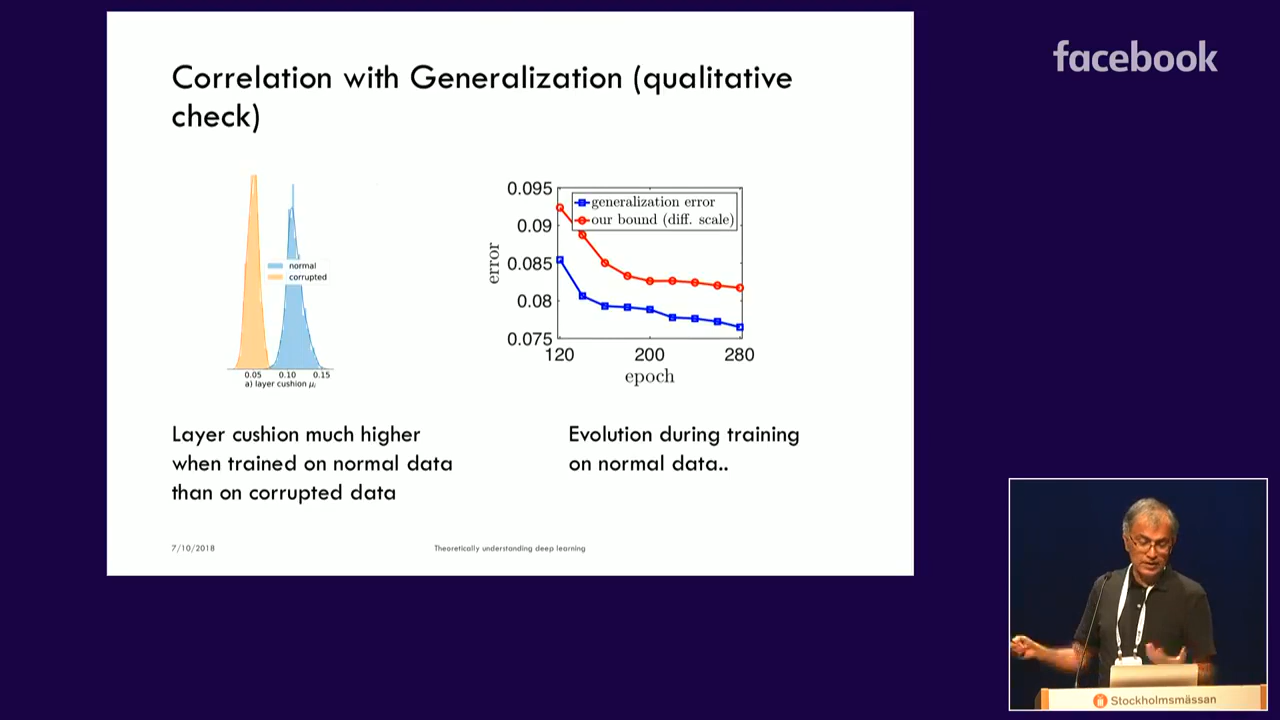 Correlation with Generalization (qualitative
check)
facebook
normal
corrupted
0.05 0.10 0.15
a) layer cushion μᵢ
0.095
0.09
0.085
0.08
0.075
error
generalization error
our bound (diff. scale)
120 200 280
epoch
Layer cushion much higher
when trained on normal data
than on corrupted data
Evolution during training
on normal data..
7/10/2018
Theoretically understanding deep learning
Stockholmsmässan